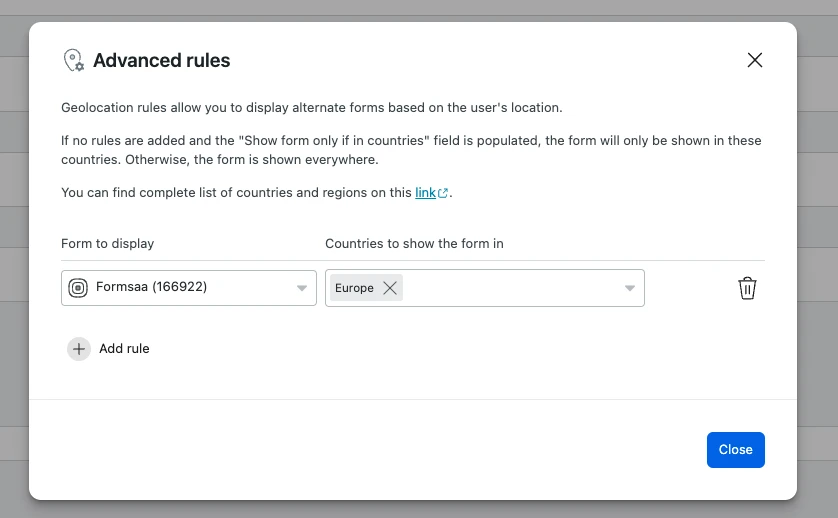 Advanced rules
Geolocation rules allow you to display alternate forms based on the user's location.
If no rules are added and the "Show form only if in countries" field is populated, the form will only be shown in these
countries. Otherwise, the form is shown everywhere.
You can find complete list of countries and regions on this link.
Form to display Countries to show the form in
Formsaa (166922) Europe
Add rule
Close